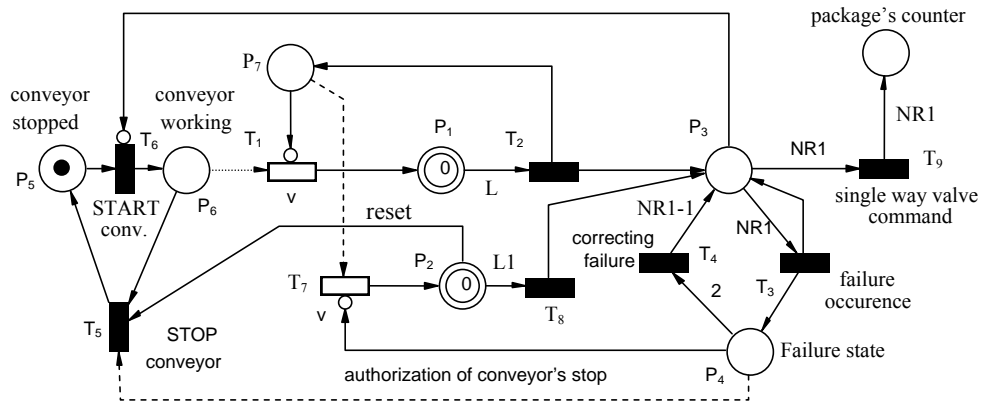 package's counter
conveyor
stopped
conveyor
working
P7
NR1
T6
T1
P1
T2
P3
NR1
T9
P5
0
L
START
conv.
P6
v
single way valve
command
reset
NR1-1
NR1
correcting
failure
T4
P2
L1
T7
0
T8
T3
failure
occurence
v
2
T5
STOP
conveyor
Failure state
P4
authorization of conveyor's stop